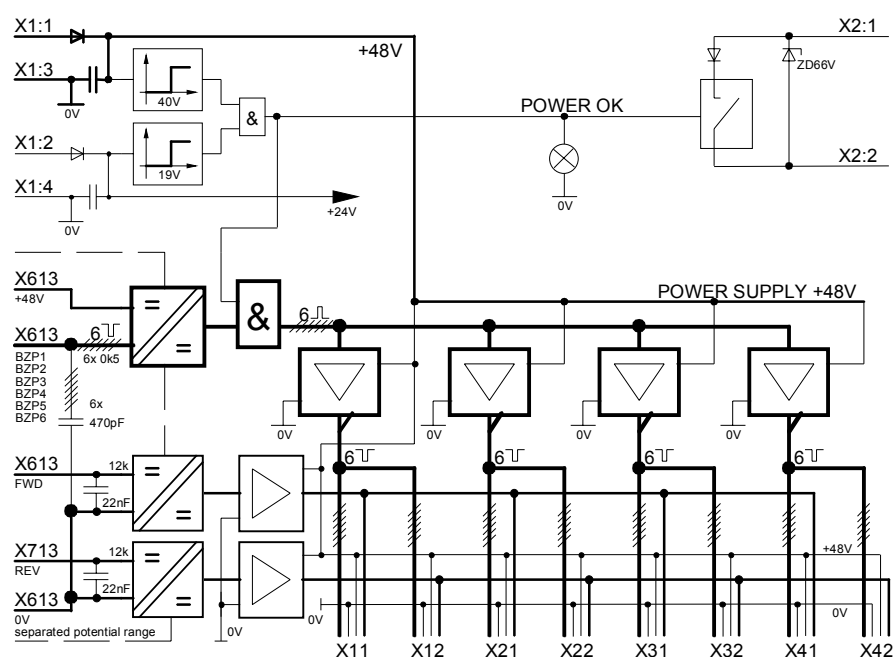 X1:1
X2:1
+48V
X1:3
ZD66V
40V
0V
POWER OK
&
X1:2
19V
X2:2
X1:4
+24V
0V
0V
X613
+48V
POWER SUPPLY +48V
=
&
6
X613
6
=
6x 0k5
BZP1
BZP2
BZP3
BZP4
BZP5
BZP6
6x
470pF
0V
0V
0V
0V
6
6
6
6
X613
12k
=
FWD
22nF
=
X713
12k
=
+48V
REV
22nF
=
X613
0V
0V
0V
0V
separated potential range
X11
X12
X21
X22
X31
X32
X41
X42